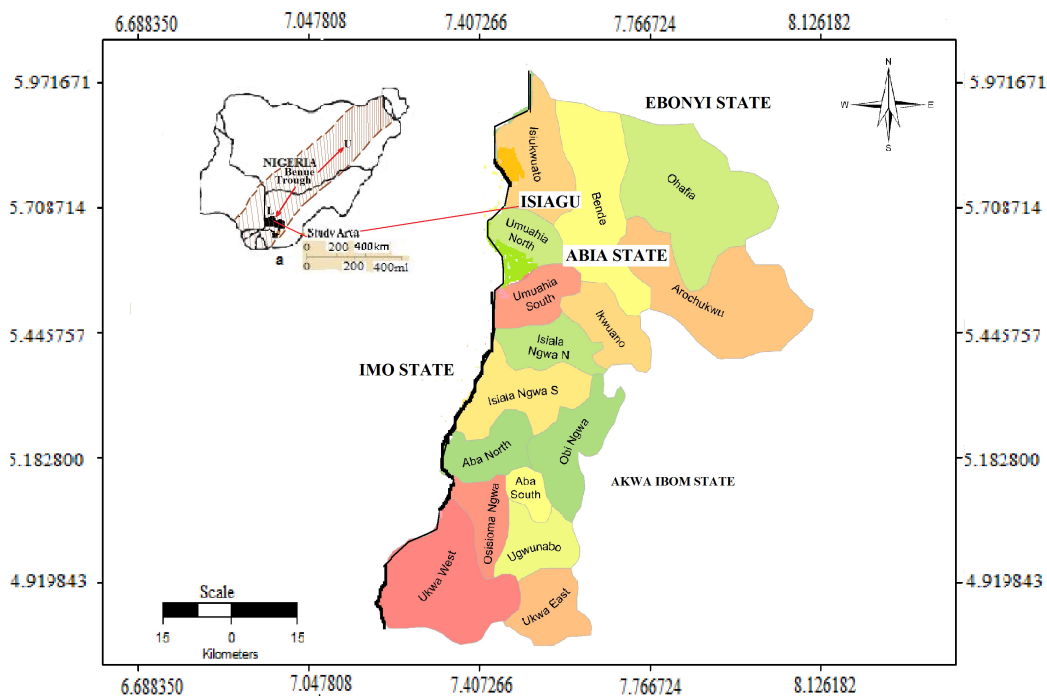 6.688350 7.047808 7.407266 7.766724 8.126182
5.971671 5.971671
EBONYI STATE
N
W E
S
Isiukwuato
U
NIGERIA
Benue
Trough
Ohafia
Bende
L
ISIAGU
5.708714 5.708714
Study Area
Umuahia
North
0 200 400km
0 200 400ml
a
ABIA STATE
Umuahia
South
Arochukwu
Ikwuano
5.445757 5.445757
Isiala
Ngwa N
IMO STATE
Isiala Ngwa S
Obi Ngwa
Aba North
5.182800 5.182800
Aba
South
AKWA IBOM STATE
Osisioma Ngwa
Ugwunabo
Ukwa West
4.919843 4.919843
Scale
Ukwa East
15 0 15
Kilometers
6.688350 7.047808 7.407266 7.766724 8.126182